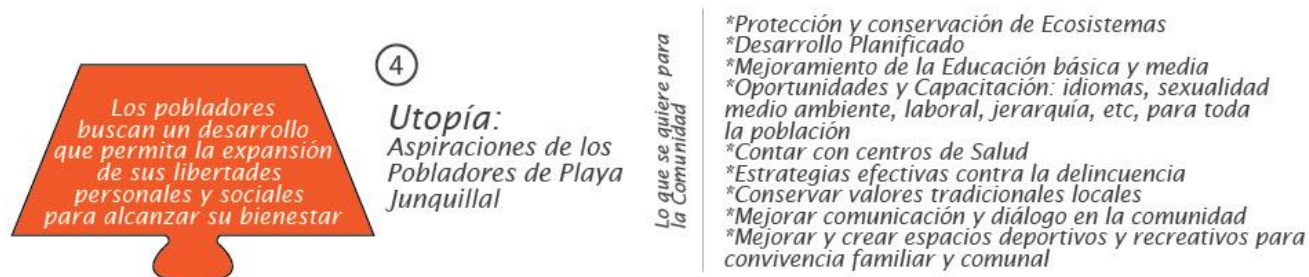 Los pobladores
buscan un desarrollo
que permita la expansión
de sus libertades
personales y sociales
para alcanzar su bienestar
4
Utopía:
Aspiraciones de los
Pobladores de Playa
Junquillal
Lo que se quiere para
la Comunidad
*Protección y conservación de Ecosistemas
*Desarrollo Planificado
*Mejoramiento de la Educación básica y media
*Oportunidades y Capacitación: idiomas, sexualidad
medio ambiente, laboral, jerarquía, etc, para toda
la población
*Contar con centros de Salud
*Estrategias efectivas contra la delincuencia
*Conservar valores tradicionales locales
*Mejorar comunicación y diálogo en la comunidad
*Mejorar y crear espacios deportivos y recreativos para
convivencia familiar y comunal